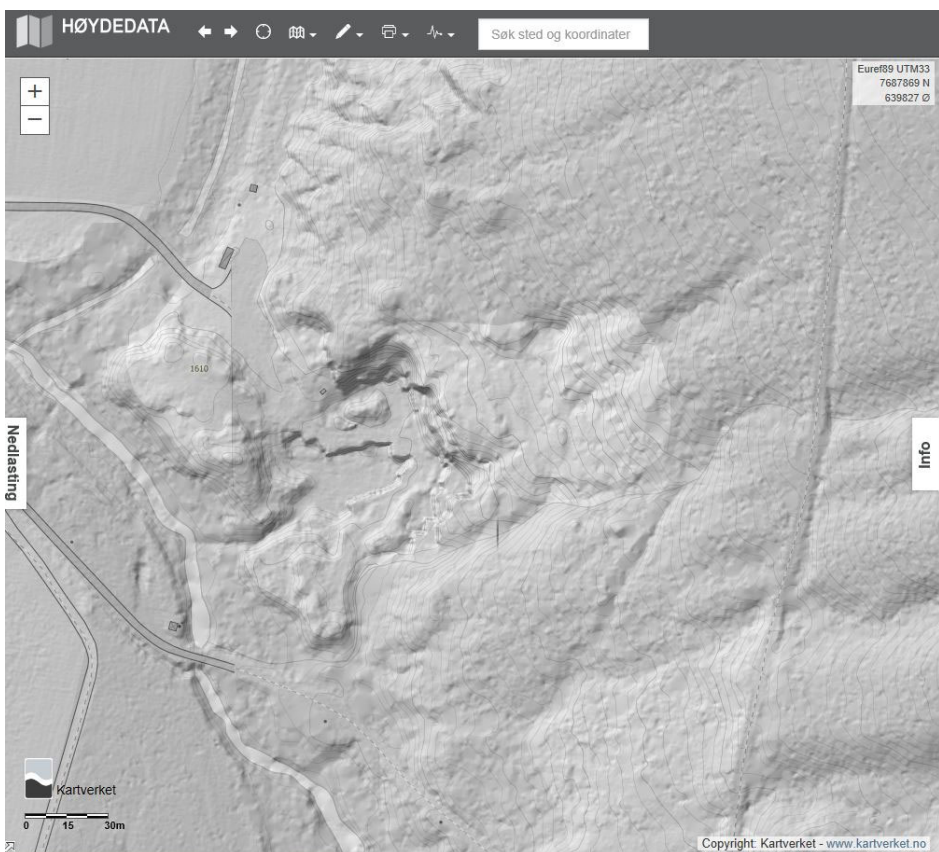 HØYDEDATA
Søk sted og koordinater
Euref89 UTM33
7687869 N
639827 Ø
+
−
1610
Nedlasting
Info
Kartverket
0 15 30m
Copyright: Kartverket - www.kartverket.no